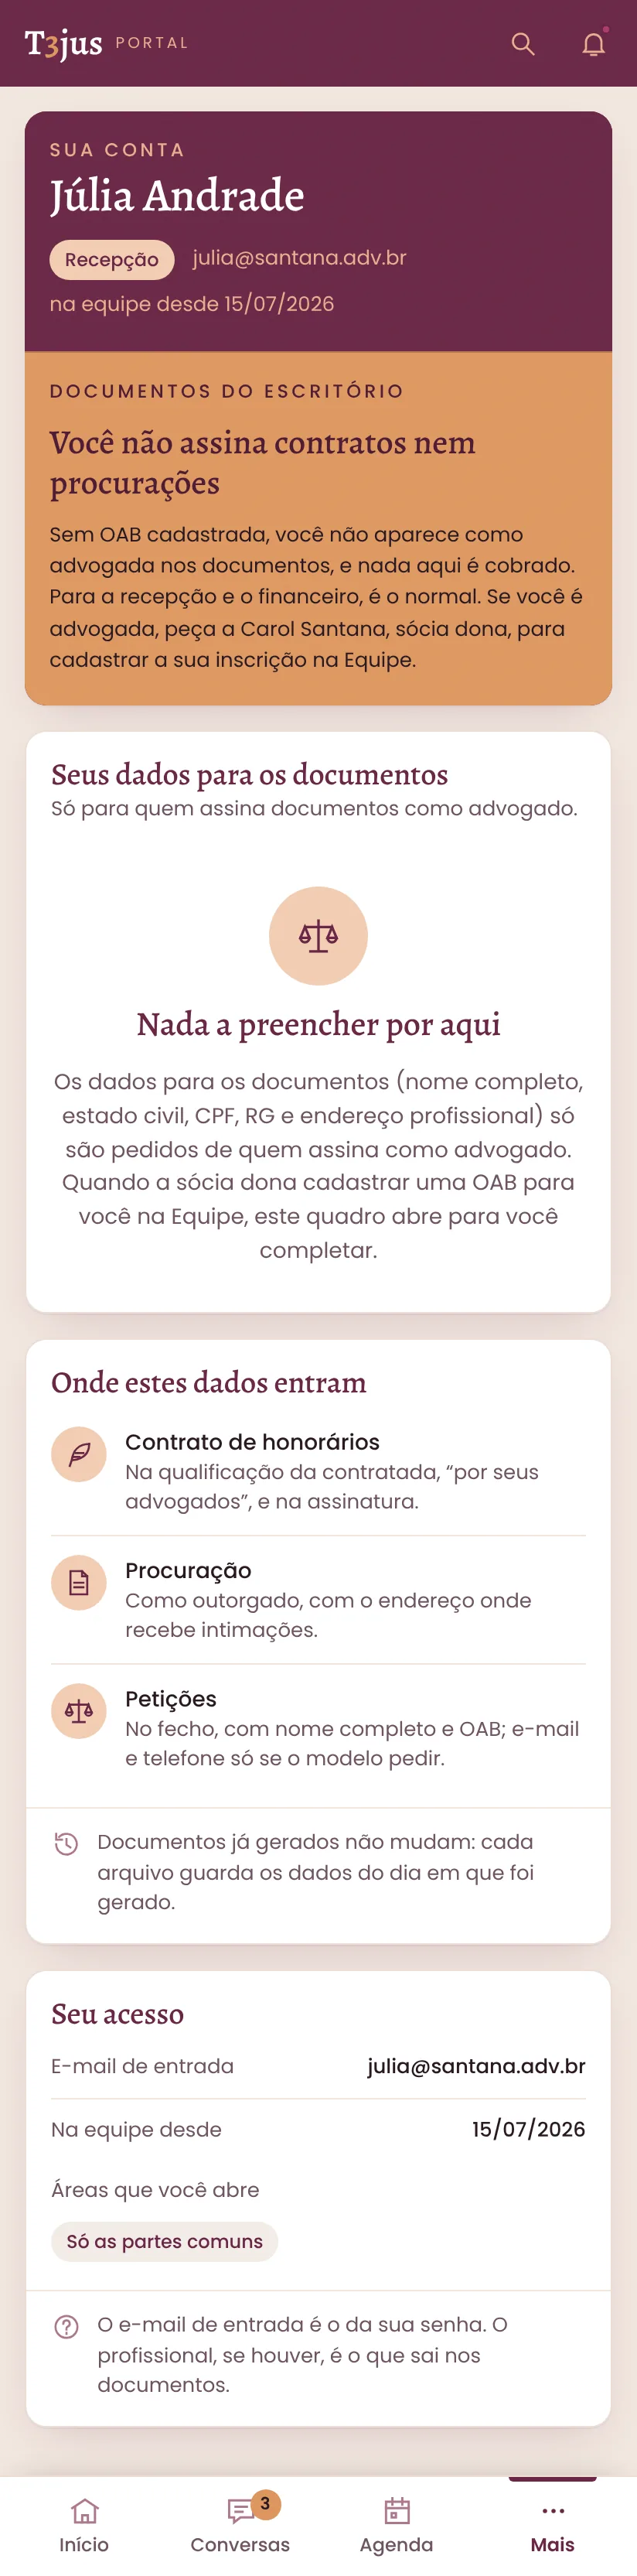 T3jus PORTAL
SUA CONTA
Júlia Andrade
Recepção julia@santana.adv.br
na equipe desde 15/07/2026
DOCUMENTOS DO ESCRITÓRIO
Você não assina contratos nem
procurações
Sem OAB cadastrada, você não aparece como
advogada nos documentos, e nada aqui é cobrado.
Para a recepção e o financeiro, é o normal. Se você é
advogada, peça a Carol Santana, sócia dona, para
cadastrar a sua inscrição na Equipe.
Seus dados para os documentos
Só para quem assina documentos como advogado.
Nada a preencher por aqui
Os dados para os documentos (nome completo,
estado civil, CPF, RG e endereço profissional) só
são pedidos de quem assina como advogado.
Quando a sócia dona cadastrar uma OAB para
você na Equipe, este quadro abre para você
completar.
Onde estes dados entram
Contrato de honorários
Na qualificação da contratada, “por seus
advogados”, e na assinatura.
Procuração
Como outorgado, com o endereço onde
recebe intimações.
Petições
No fecho, com nome completo e OAB; e-mail
e telefone só se o modelo pedir.
Documentos já gerados não mudam: cada
arquivo guarda os dados do dia em que foi
gerado.
Seu acesso
E-mail de entrada julia@santana.adv.br
Na equipe desde 15/07/2026
Áreas que você abre
Só as partes comuns
O e-mail de entrada é o da sua senha. O
profissional, se houver, é o que sai nos
documentos.
3
Início Conversas Agenda Mais